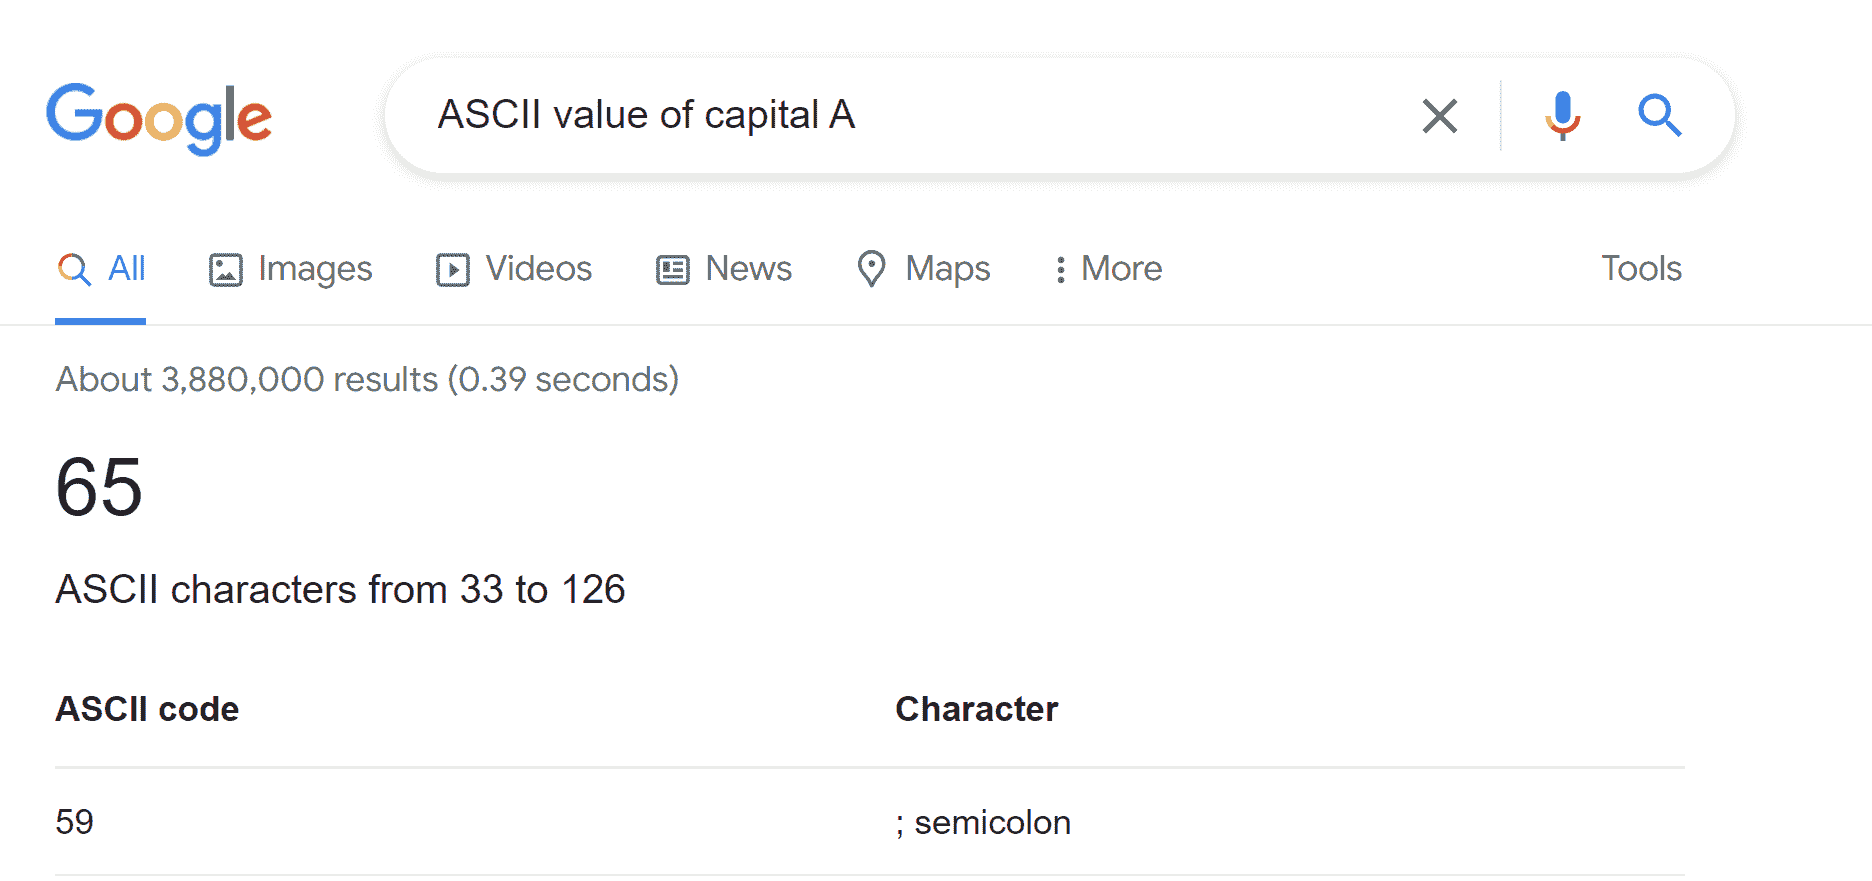 Google
ASCII value of capital A
All Images Videos News Maps More Tools
About 3,880,000 results (0.39 seconds)
65
ASCII characters from 33 to 126
ASCII code Character
59 ; semicolon